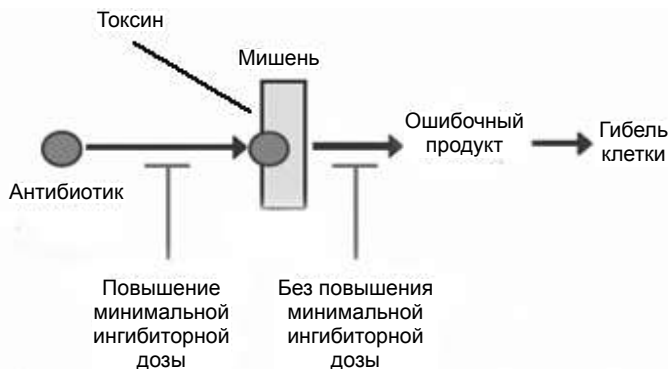 Токсин
Мишень
Антибиотик
Ошибочный
продукт
Гибель
клетки
Повышение
минимальной
ингибиторной
дозы
Без повышения
минимальной
ингибиторной
дозы